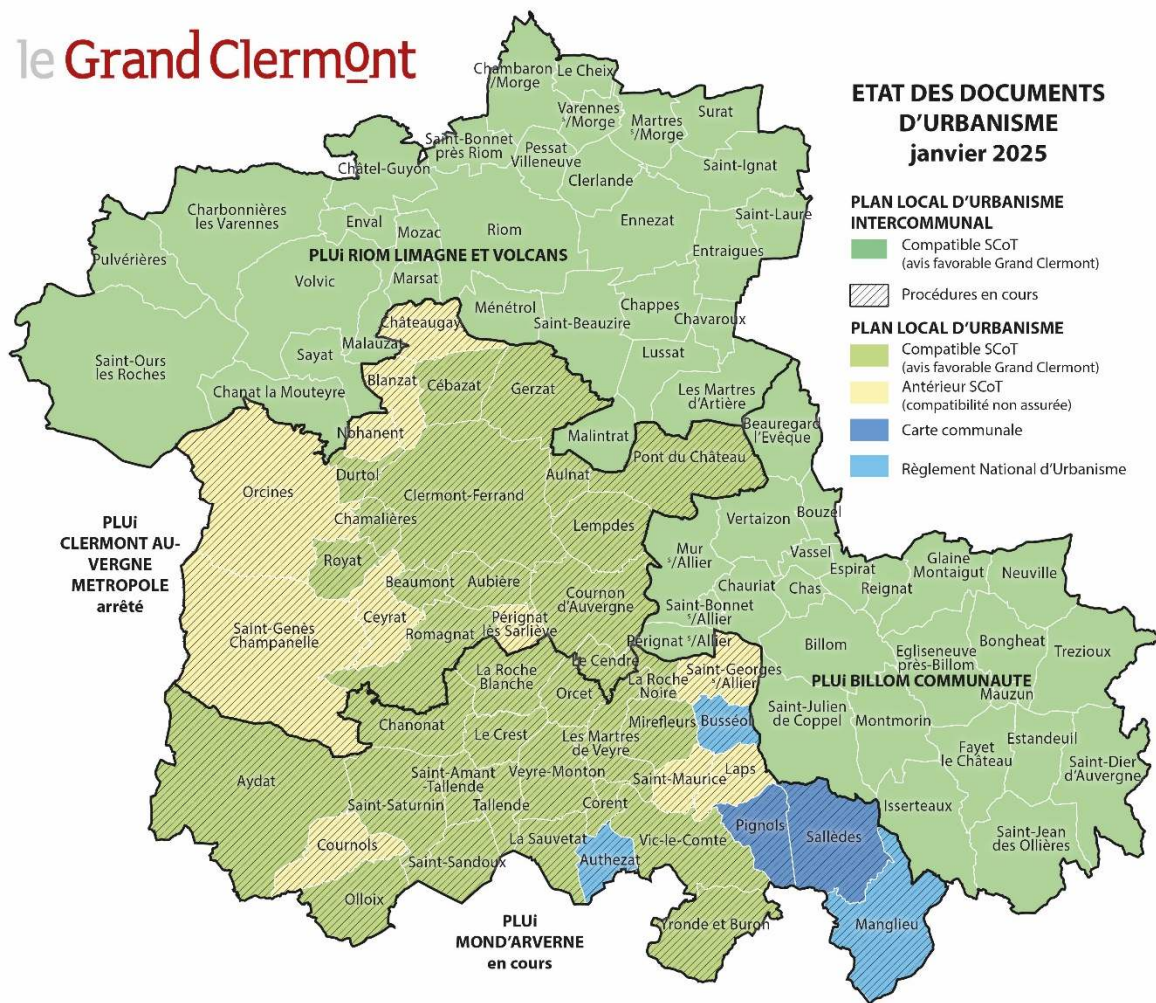 le Grand Clermont
ETAT DES DOCUMENTS
D'URBANISME
janvier 2025
PLAN LOCAL D'URBANISME
INTERCOMMUNAL
Compatible SCoT
(avis favorable Grand Clermont)
Procédures en cours
PLAN LOCAL D'URBANISME
Compatible SCoT
(avis favorable Grand Clermont)
Antérieur SCoT
(compatibilité non assurée)
Carte communale
Règlement National d'Urbanisme
Chambaron
/Morge
Le Cheix
Varennes
s/Morge
Martres
s/Morge
Surat
Saint-Bonnet
près Riom
Pessat
Villeneuve
Clerlande
Saint-Ignat
Châtel-Guyon
Charbonnières
les Varennes
Enval
Mozac
Riom
Ennezat
Saint-Laure
Entraigues
Pulvérières
PLUi RIOM LIMAGNE ET VOLCANS
Volvic
Marsat
Ménétrol
Chappes
Chavaroux
Châteaugay
Saint-Beauzire
Saint-Ours
les Roches
Sayat
Malauzat
Lussat
Blanzat
Cébazat
Gerzat
Chanat la Mouteyre
Les Martres
d'Artière
Nohanent
Malintrat
Beauregard
l'Evêque
Pont du Château
Durtol
Aulnat
Orcines
Clermont-Ferrand
PLUi
CLERMONT AU-
VERGNE
METROPOLE
arrêté
Chamalières
Lempdes
Vertaizon
Bouzel
Royat
Mur
s/Allier
Vassel
Espirat
Glaine
Montaigut
Neuville
Beaumont
Aubière
Cournon
d'Auvergne
Chauriat
Chas
Reignat
Saint-Genès
Champanelle
Ceyrat
Romagnat
Pérignat
lès Sarliève
Saint-Bonnet
s/Allier
Pérignat s/Allier
Billom
Egliseneuve
près-Billom
Bongheat
Trezioux
Le Cendre
La Roche
Blanche
Orcet
La Roche
Noire
Saint-Georges
s/Allier
PLUi BILLOM COMMUNAUTE
Mauzun
Chanonat
Le Crest
Les Martres
de Veyre
Mirefleurs
Busséol
Saint-Julien
de Coppel
Montmorin
Fayet
le Château
Estandeuil
Saint-Dier
d'Auvergne
Aydat
Saint-Amant
-Tallende
Veyre-Monton
Saint-Maurice
Laps
Saint-Saturnin
Tallende
Corent
Isserteaux
Cournols
La Sauvetat
Authezat
Vic-le-Comte
Pignols
Sallèdes
Saint-Jean
des Ollières
Saint-Sandoux
Olloix
PLUi
MOND'ARVERNE
en cours
Yronde et Buron
Manglieu